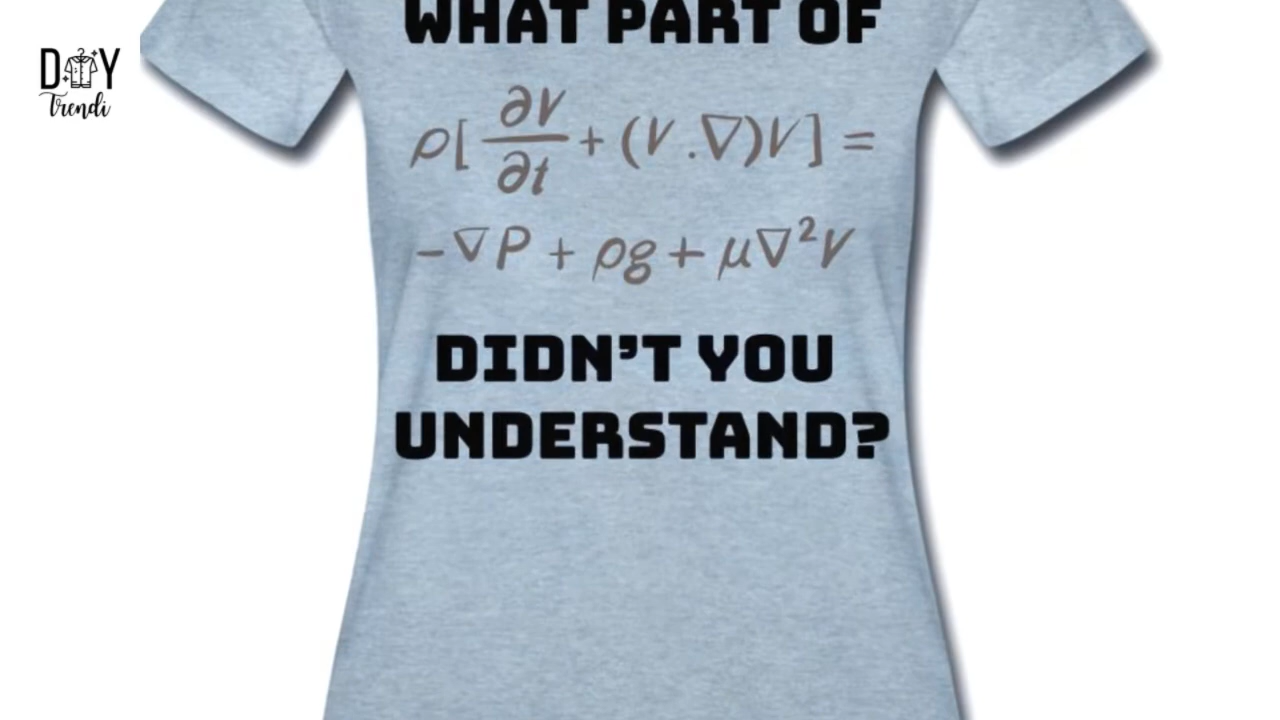 DIY
Trendi
WHAT PART OF
ρ[ ∂V/∂t + (V .∇)V ] =
-∇P + ρg + μ∇²V
DIDN'T YOU
UNDERSTAND?